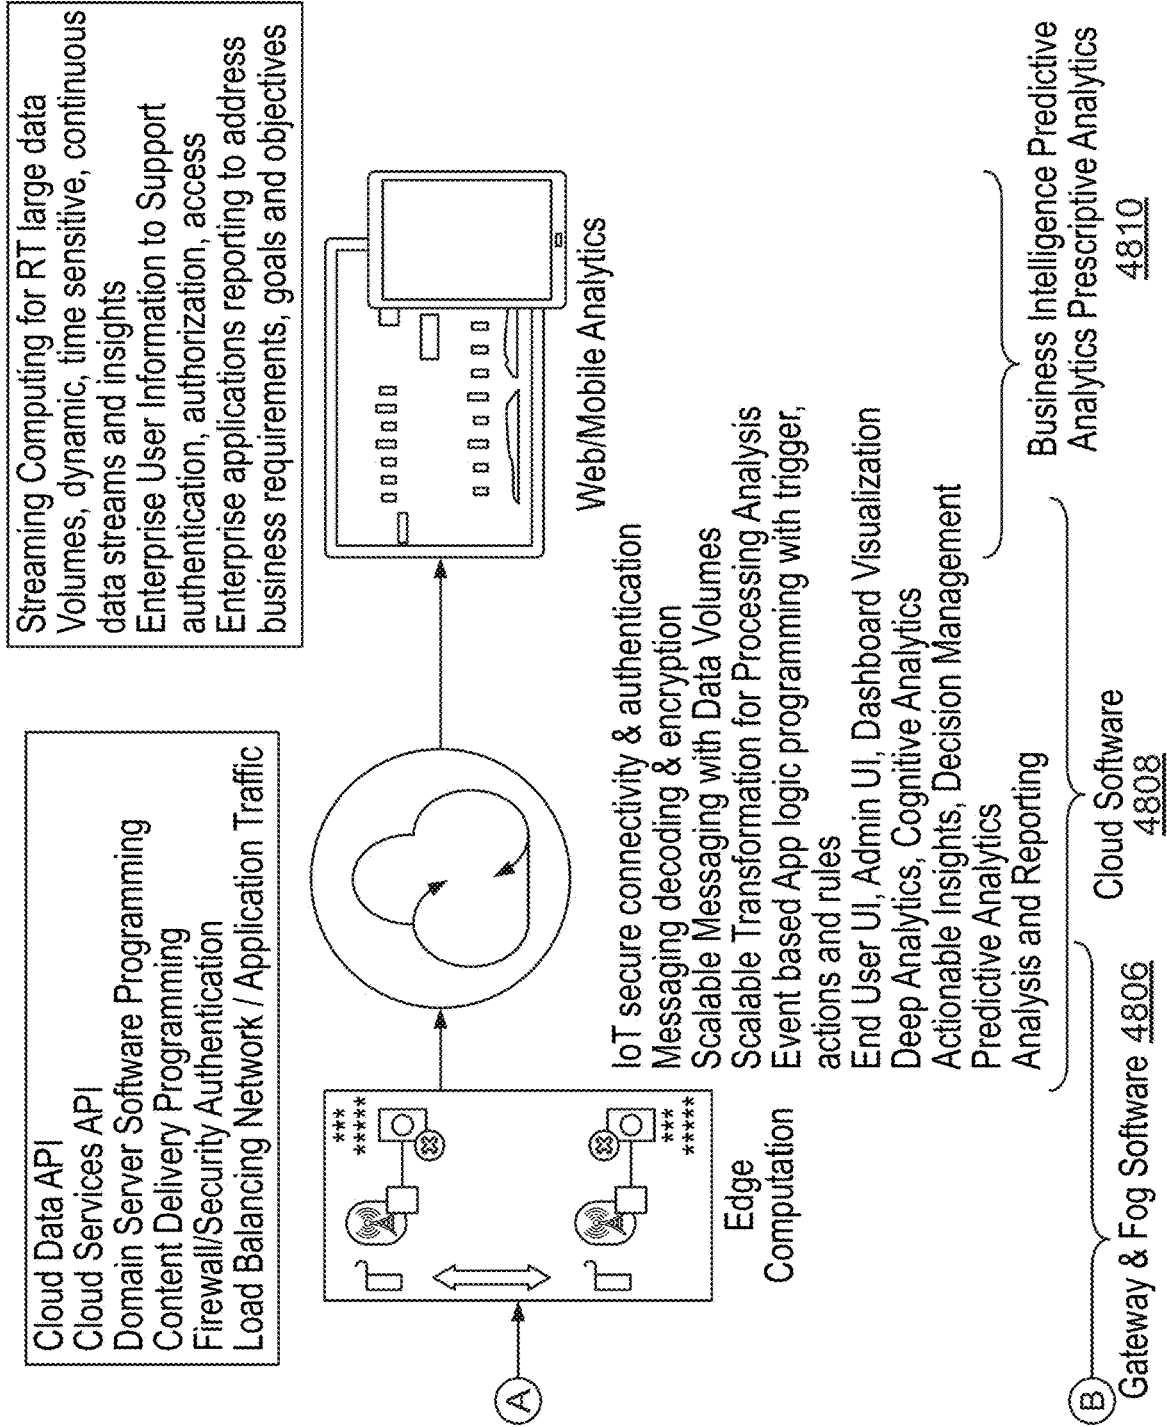 Cloud Data API
Cloud Services API
Domain Server Software Programming
Content Delivery Programming
Firewall/Security Authentication
Load Balancing Network / Application Traffic
Streaming Computing for RT large data
Volumes, dynamic, time sensitive, continuous
data streams and insights
Enterprise User Information to Support
authentication, authorization, access
Enterprise applications reporting to address
business requirements, goals and objectives
A
***
*****
***
*****
Edge
Computation
Web/Mobile Analytics
IoT secure connectivity & authentication
Messaging decoding & encryption
Scalable Messaging with Data Volumes
Scalable Transformation for Processing Analysis
Event based App logic programming with trigger,
actions and rules
End User UI, Admin UI, Dashboard Visualization
Deep Analytics, Cognitive Analytics
Actionable Insights, Decision Management
Predictive Analytics
Analysis and Reporting
B
Gateway & Fog Software 4806
Cloud Software
4808
Business Intelligence Predictive
Analytics Prescriptive Analytics
4810